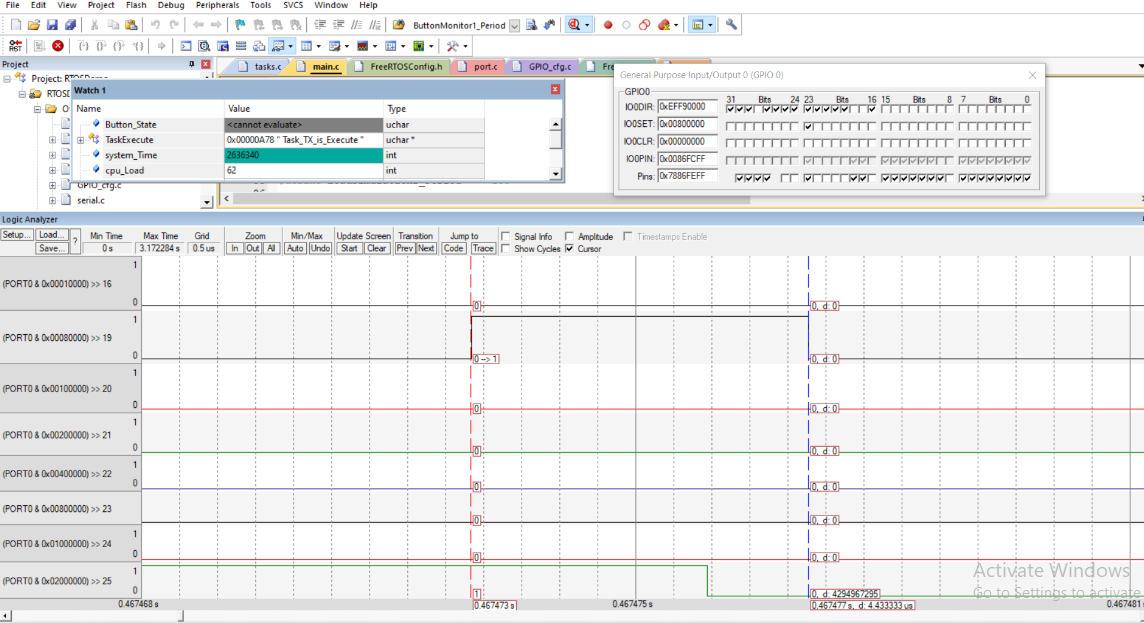 File Edit View Project Flash Debug Peripherals Tools SVCS Window Help
ButtonMonitor1_Period
RST
Project
tasks.c main.c FreeRTOSConfig.h port.c GPIO_cfg.c
Project:
Watch 1
Name Value Type
Button_State <cannot evaluate> uchar
TaskExecute 0x00000A78 " Task_TX_is_Execute " uchar *
system_Time 2636340 int
cpu_Load 62 int
GPIO_cfg.c
serial.c
General Purpose Input/Output 0 (GPIO 0)
GPIO0
31 Bits 24 23 Bits 16 15 Bits 8 7 Bits 0
IO0DIR: 0xEFF90000
IO0SET: 0x00800000
IO0CLR: 0x00000000
IO0PIN: 0x0086FCFF
Pins: 0x7886FEFF
Logic Analyzer
Setup... Load... Save... ?
Min Time Max Time Grid Zoom Min/Max Update Screen Transition Jump to Signal Info Amplitude Timestamps Enable
0 s 3.172284 s 0.5 us In Out All Auto Undo Start Clear Prev Next Code Trace Show Cycles Cursor
1
(PORT0 & 0x00010000) >> 16
0 0 0, d: 0
1
(PORT0 & 0x00080000) >> 19
0 0 --> 1 0, d: 0
1
(PORT0 & 0x00100000) >> 20
0 0 0, d: 0
1
(PORT0 & 0x00200000) >> 21
0 0 0, d: 0
1
(PORT0 & 0x00400000) >> 22
0 0 0, d: 0
(PORT0 & 0x00800000) >> 23
0 0, d: 0
1
(PORT0 & 0x01000000) >> 24
0 0 0, d: 0
1
(PORT0 & 0x02000000) >> 25
0 1 0, d: 4294967295
0.467468 s 0.467473 s 0.467475 s 0.467477 s, d: 4.433333 us 0.467481
Activate Windows
Go to Settings to activate